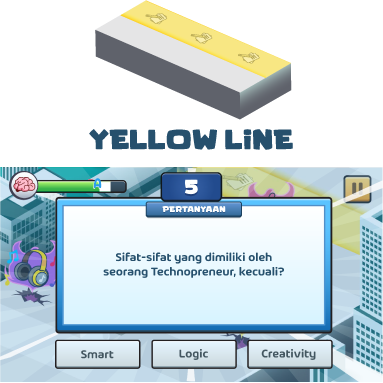 YELLOW LiNE
5
PERTANYAAN
Sifat-sifat yang dimiliki oleh
seorang Technopreneur, kecuali?
Smart
Logic
Creativity